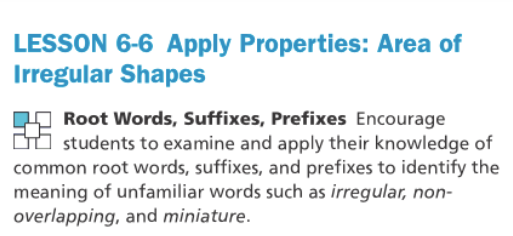 LESSON 6-6 Apply Properties: Area of
Irregular Shapes
Root Words, Suffixes, Prefixes Encourage
students to examine and apply their knowledge of
common root words, suffixes, and prefixes to identify the
meaning of unfamiliar words such as irregular, non-
overlapping, and miniature.